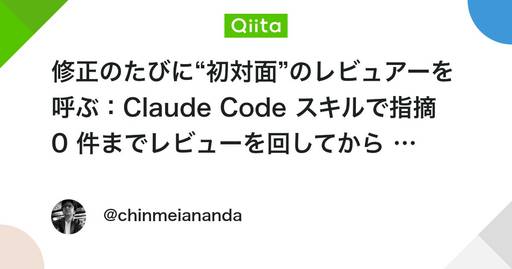 Qiita
修正のたびに“初対面”のレビュアーを
呼ぶ：Claude Code スキルで指摘
0 件までレビューを回してから …
@chinmeiananda